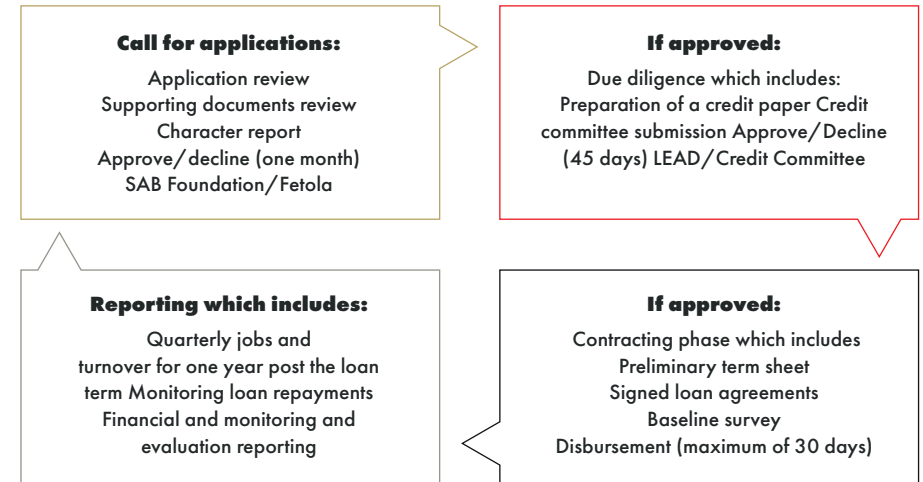 Call for applications:
Application review
Supporting documents review
Character report
Approve/decline (one month)
SAB Foundation/Fetola
If approved:
Due diligence which includes:
Preparation of a credit paper Credit
committee submission Approve/Decline
(45 days) LEAD/Credit Committee
If approved:
Contracting phase which includes
Preliminary term sheet
Signed loan agreements
Baseline survey
Disbursement (maximum of 30 days)
Reporting which includes:
Quarterly jobs and
turnover for one year post the loan
term Monitoring loan repayments
Financial and monitoring and
evaluation reporting